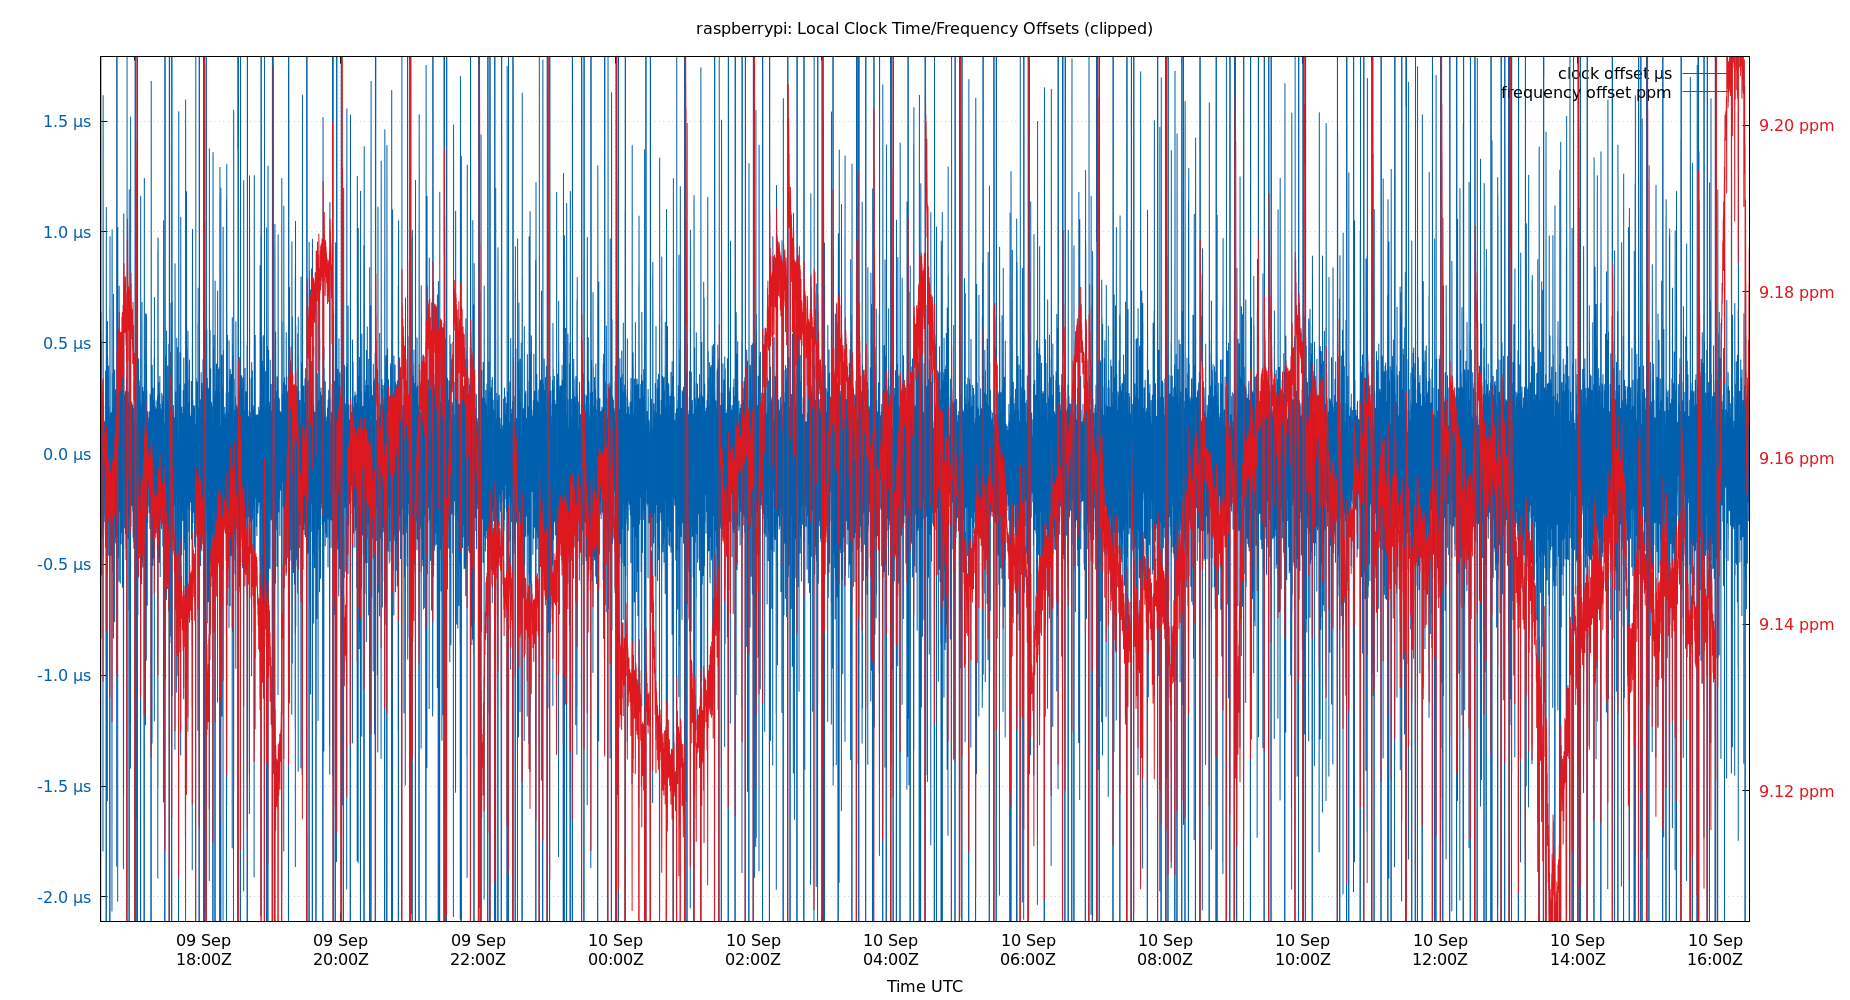 raspberrypi: Local Clock Time/Frequency Offsets (clipped)
clock offset µs
frequency offset ppm
1.5 µs
1.0 µs
0.5 µs
0.0 µs
-0.5 µs
-1.0 µs
-1.5 µs
-2.0 µs
9.20 ppm
9.18 ppm
9.16 ppm
9.14 ppm
9.12 ppm
09 Sep 09 Sep 09 Sep 10 Sep 10 Sep 10 Sep 10 Sep 10 Sep 10 Sep 10 Sep 10 Sep 10 Sep
18:00Z 20:00Z 22:00Z 00:00Z 02:00Z 04:00Z 06:00Z 08:00Z 10:00Z 12:00Z 14:00Z 16:00Z
Time UTC